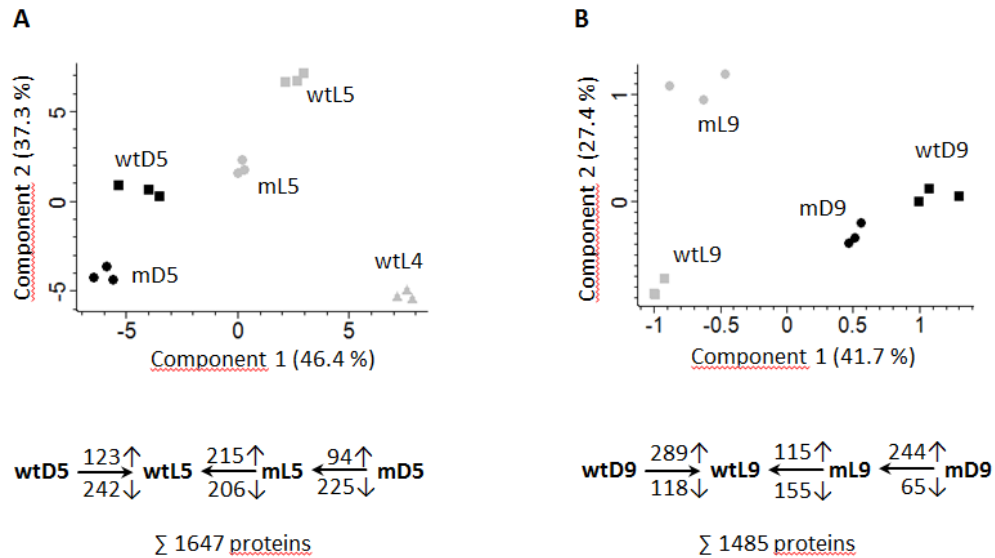 A
Component 2 (37.3 %)
5
0
-5
wtL5
wtD5
mL5
mD5
wtL4
-5
0
5
Component 1 (46.4 %)
123↑
215↑
94↑
wtD5 → wtL5 ← mL5 ← mD5
242↓
206↓
225↓
∑ 1647 proteins
B
Component 2 (27.4 %)
1
0
mL9
wtD9
mD9
wtL9
-1
-0.5
0
0.5
1
Component 1 (41.7 %)
289↑
115↑
244↑
wtD9 → wtL9 ← mL9 ← mD9
118↓
155↓
65↓
∑ 1485 proteins